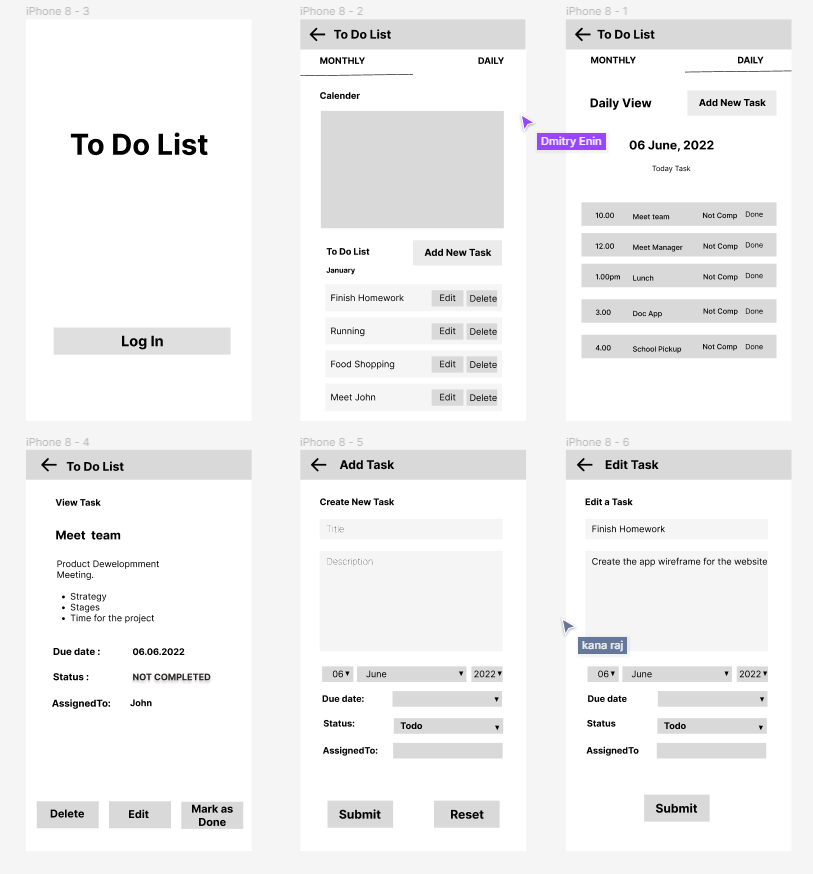 iPhone 8 - 3
To Do List
Log In
iPhone 8 - 2
To Do List
MONTHLY DAILY
Calender
To Do List Add New Task
January
Finish Homework Edit Delete
Running Edit Delete
Food Shopping Edit Delete
Meet John Edit Delete
Dmitry Enin
iPhone 8 - 1
To Do List
MONTHLY DAILY
Daily View Add New Task
06 June, 2022
Today Task
10.00 Meet team Not Comp Done
12.00 Meet Manager Not Comp Done
1.00pm Lunch Not Comp Done
3.00 Doc App Not Comp Done
4.00 School Pickup Not Comp Done
iPhone 8 - 4
To Do List
View Task
Meet team
Product Dewelopmment
Meeting.
• Strategy
• Stages
• Time for the project
Due date : 06.06.2022
Status : NOT COMPLETED
AssignedTo: John
Delete Edit Mark as
Done
iPhone 8 - 5
Add Task
Create New Task
Title
Description
06 June 2022
Due date:
Status: Todo
AssignedTo:
Submit Reset
iPhone 8 - 6
Edit Task
Edit a Task
Finish Homework
Create the app wireframe for the website
kana raj
06 June 2022
Due date
Status Todo
AssignedTo
Submit